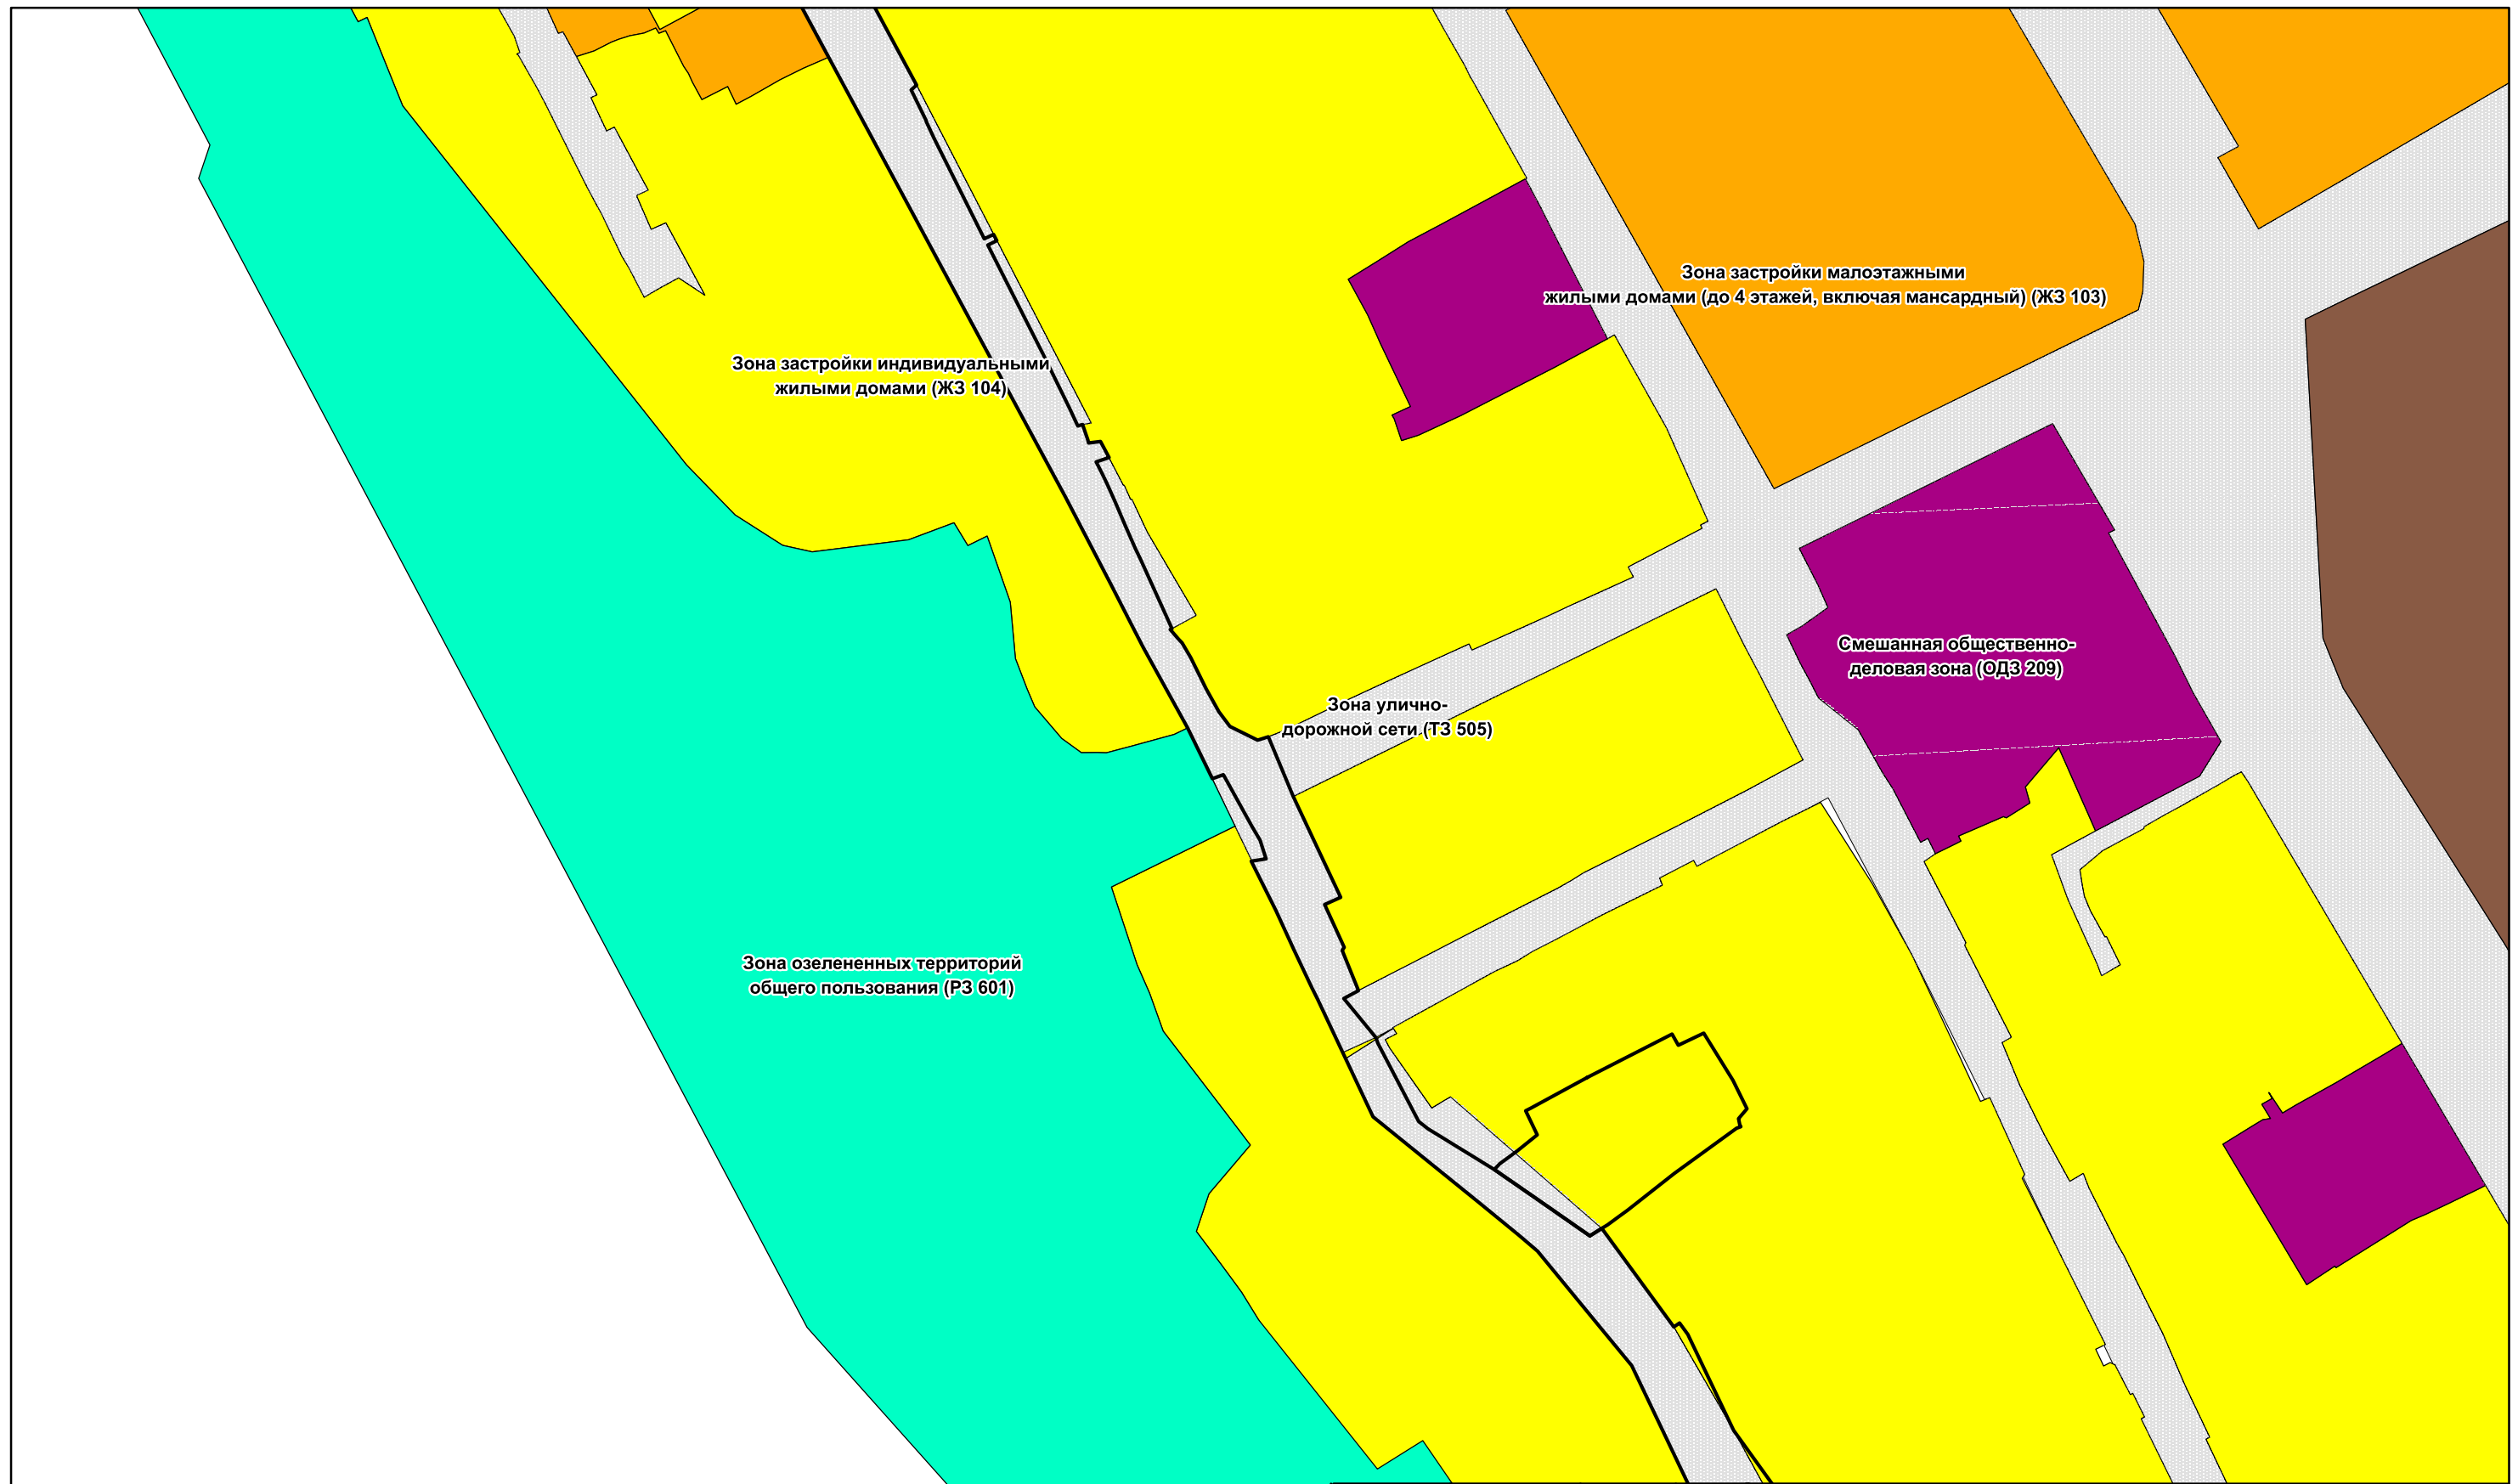 Зона застройки малоэтажными
жилыми домами (до 4 этажей, включая мансардный) (ЖЗ 103)
Зона застройки индивидуальными
жилыми домами (ЖЗ 104)
Смешанная общественно-
деловая зона (ОДЗ 209)
Зона улично-
дорожной сети (ТЗ 505)
Зона озелененных территорий
общего пользования (РЗ 601)